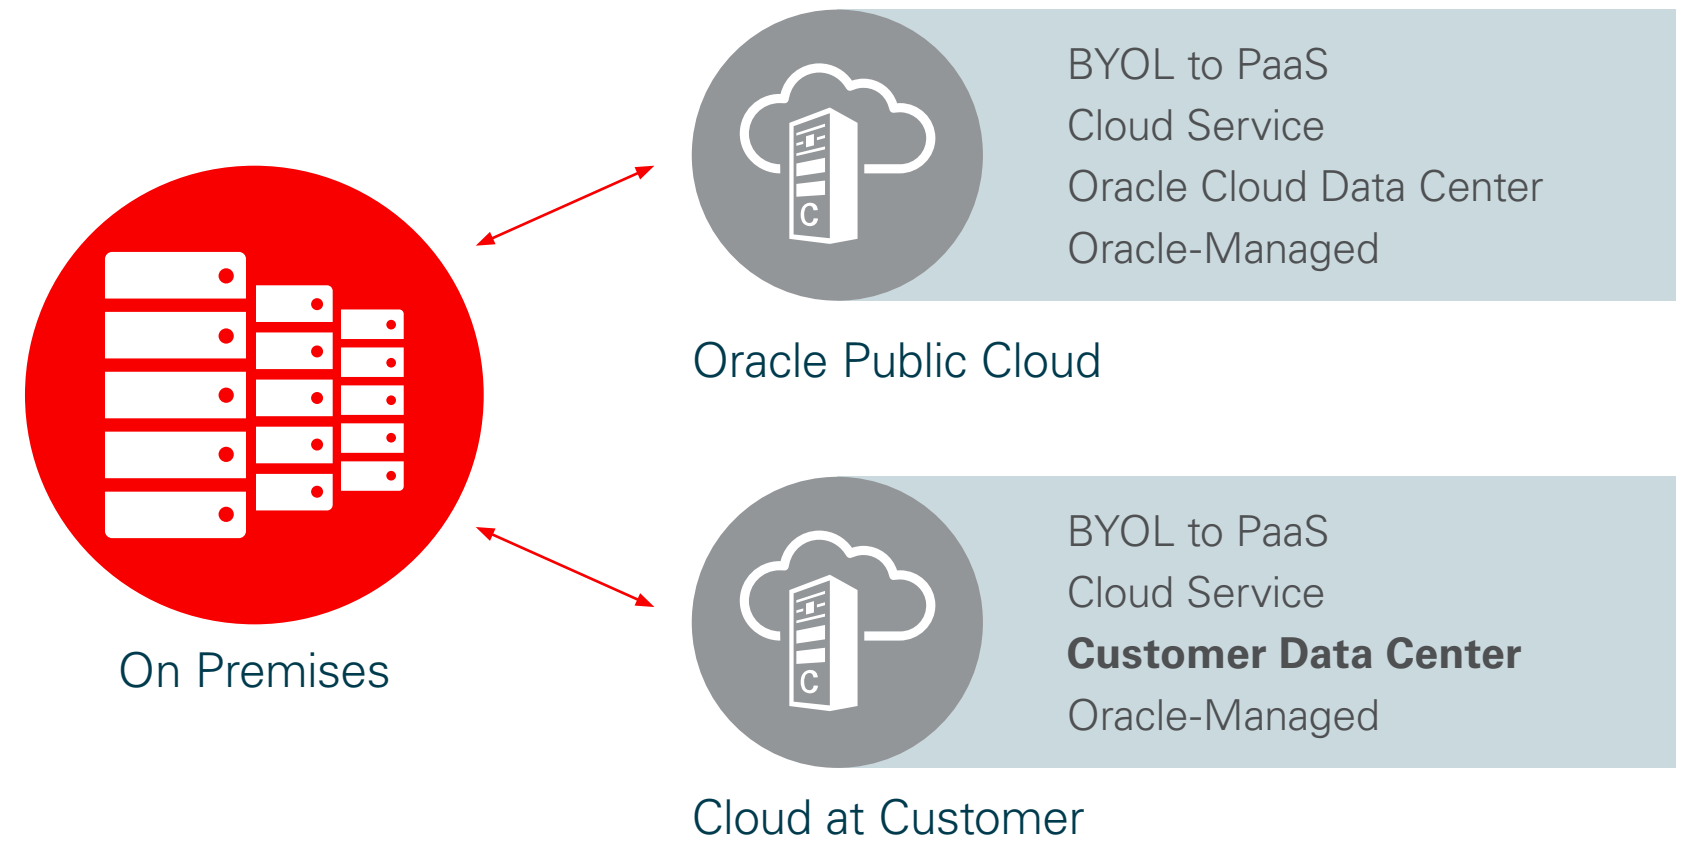 BYOL to PaaS
Cloud Service
Oracle Cloud Data Center
Oracle-Managed
C
Oracle Public Cloud
On Premises
BYOL to PaaS
Cloud Service
Customer Data Center
Oracle-Managed
C
Cloud at Customer